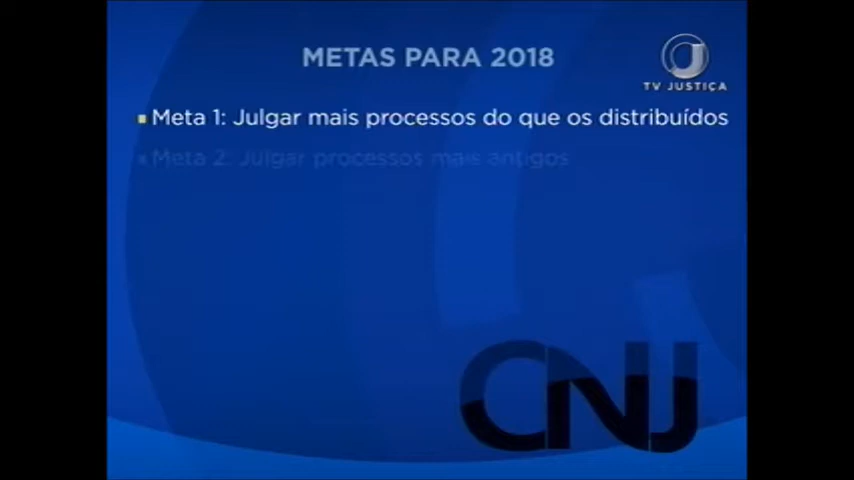 METAS PARA 2018
TV JUSTIÇA
Meta 1: Julgar mais processos do que os distribuídos
Meta 2: Julgar processos mais antigos
CNJ